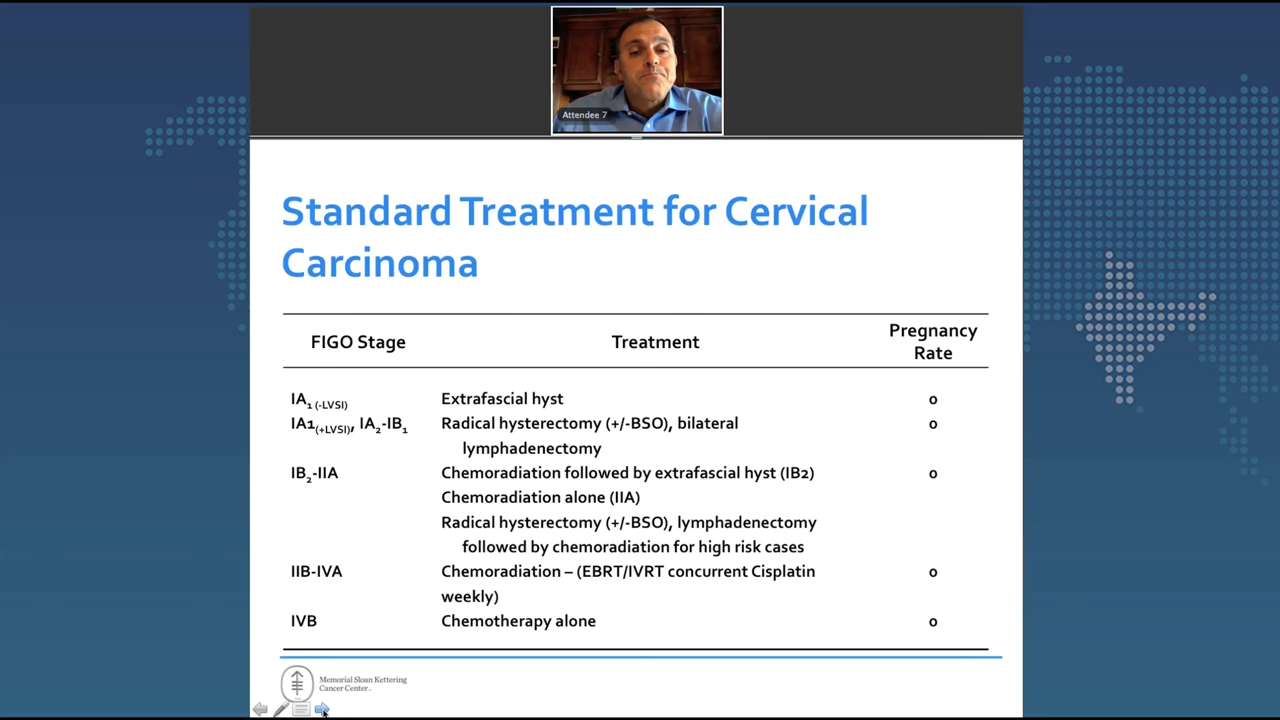 Attendee 7
Standard Treatment for Cervical
Carcinoma
FIGO Stage Treatment Pregnancy Rate
IA1 (-LVSI) Extrafascial hyst 0
IA1(+LVSI), IA2-IB1 Radical hysterectomy (+/-BSO), bilateral 0
lymphadenectomy
IB2-IIA Chemoradiation followed by extrafascial hyst (IB2) 0
Chemoradiation alone (IIA)
Radical hysterectomy (+/-BSO), lymphadenectomy
followed by chemoradiation for high risk cases
IIB-IVA Chemoradiation – (EBRT/IVRT concurrent Cisplatin 0
weekly)
IVB Chemotherapy alone 0
Memorial Sloan Kettering
Cancer Center